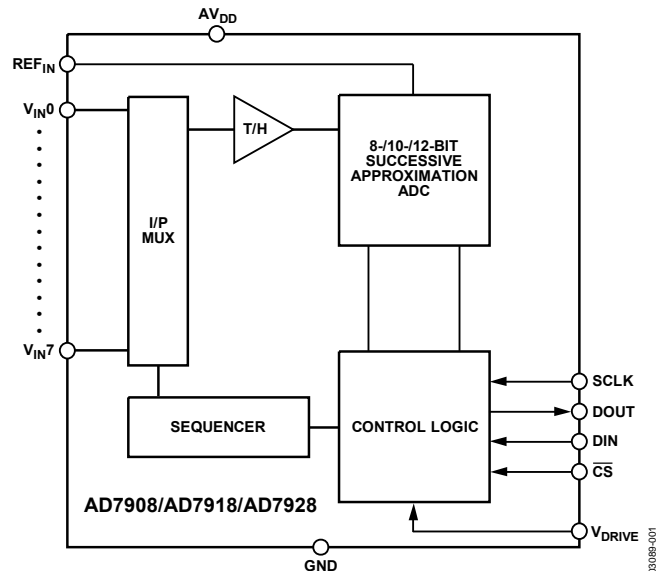 AVDD
REFIN
VIN0
T/H
8-/10-/12-BIT
SUCCESSIVE
APPROXIMATION
ADC
I/P
MUX
VIN7
SCLK
SEQUENCER
CONTROL LOGIC
DOUT
DIN
CS
AD7908/AD7918/AD7928
VDRIVE
GND
03089-001